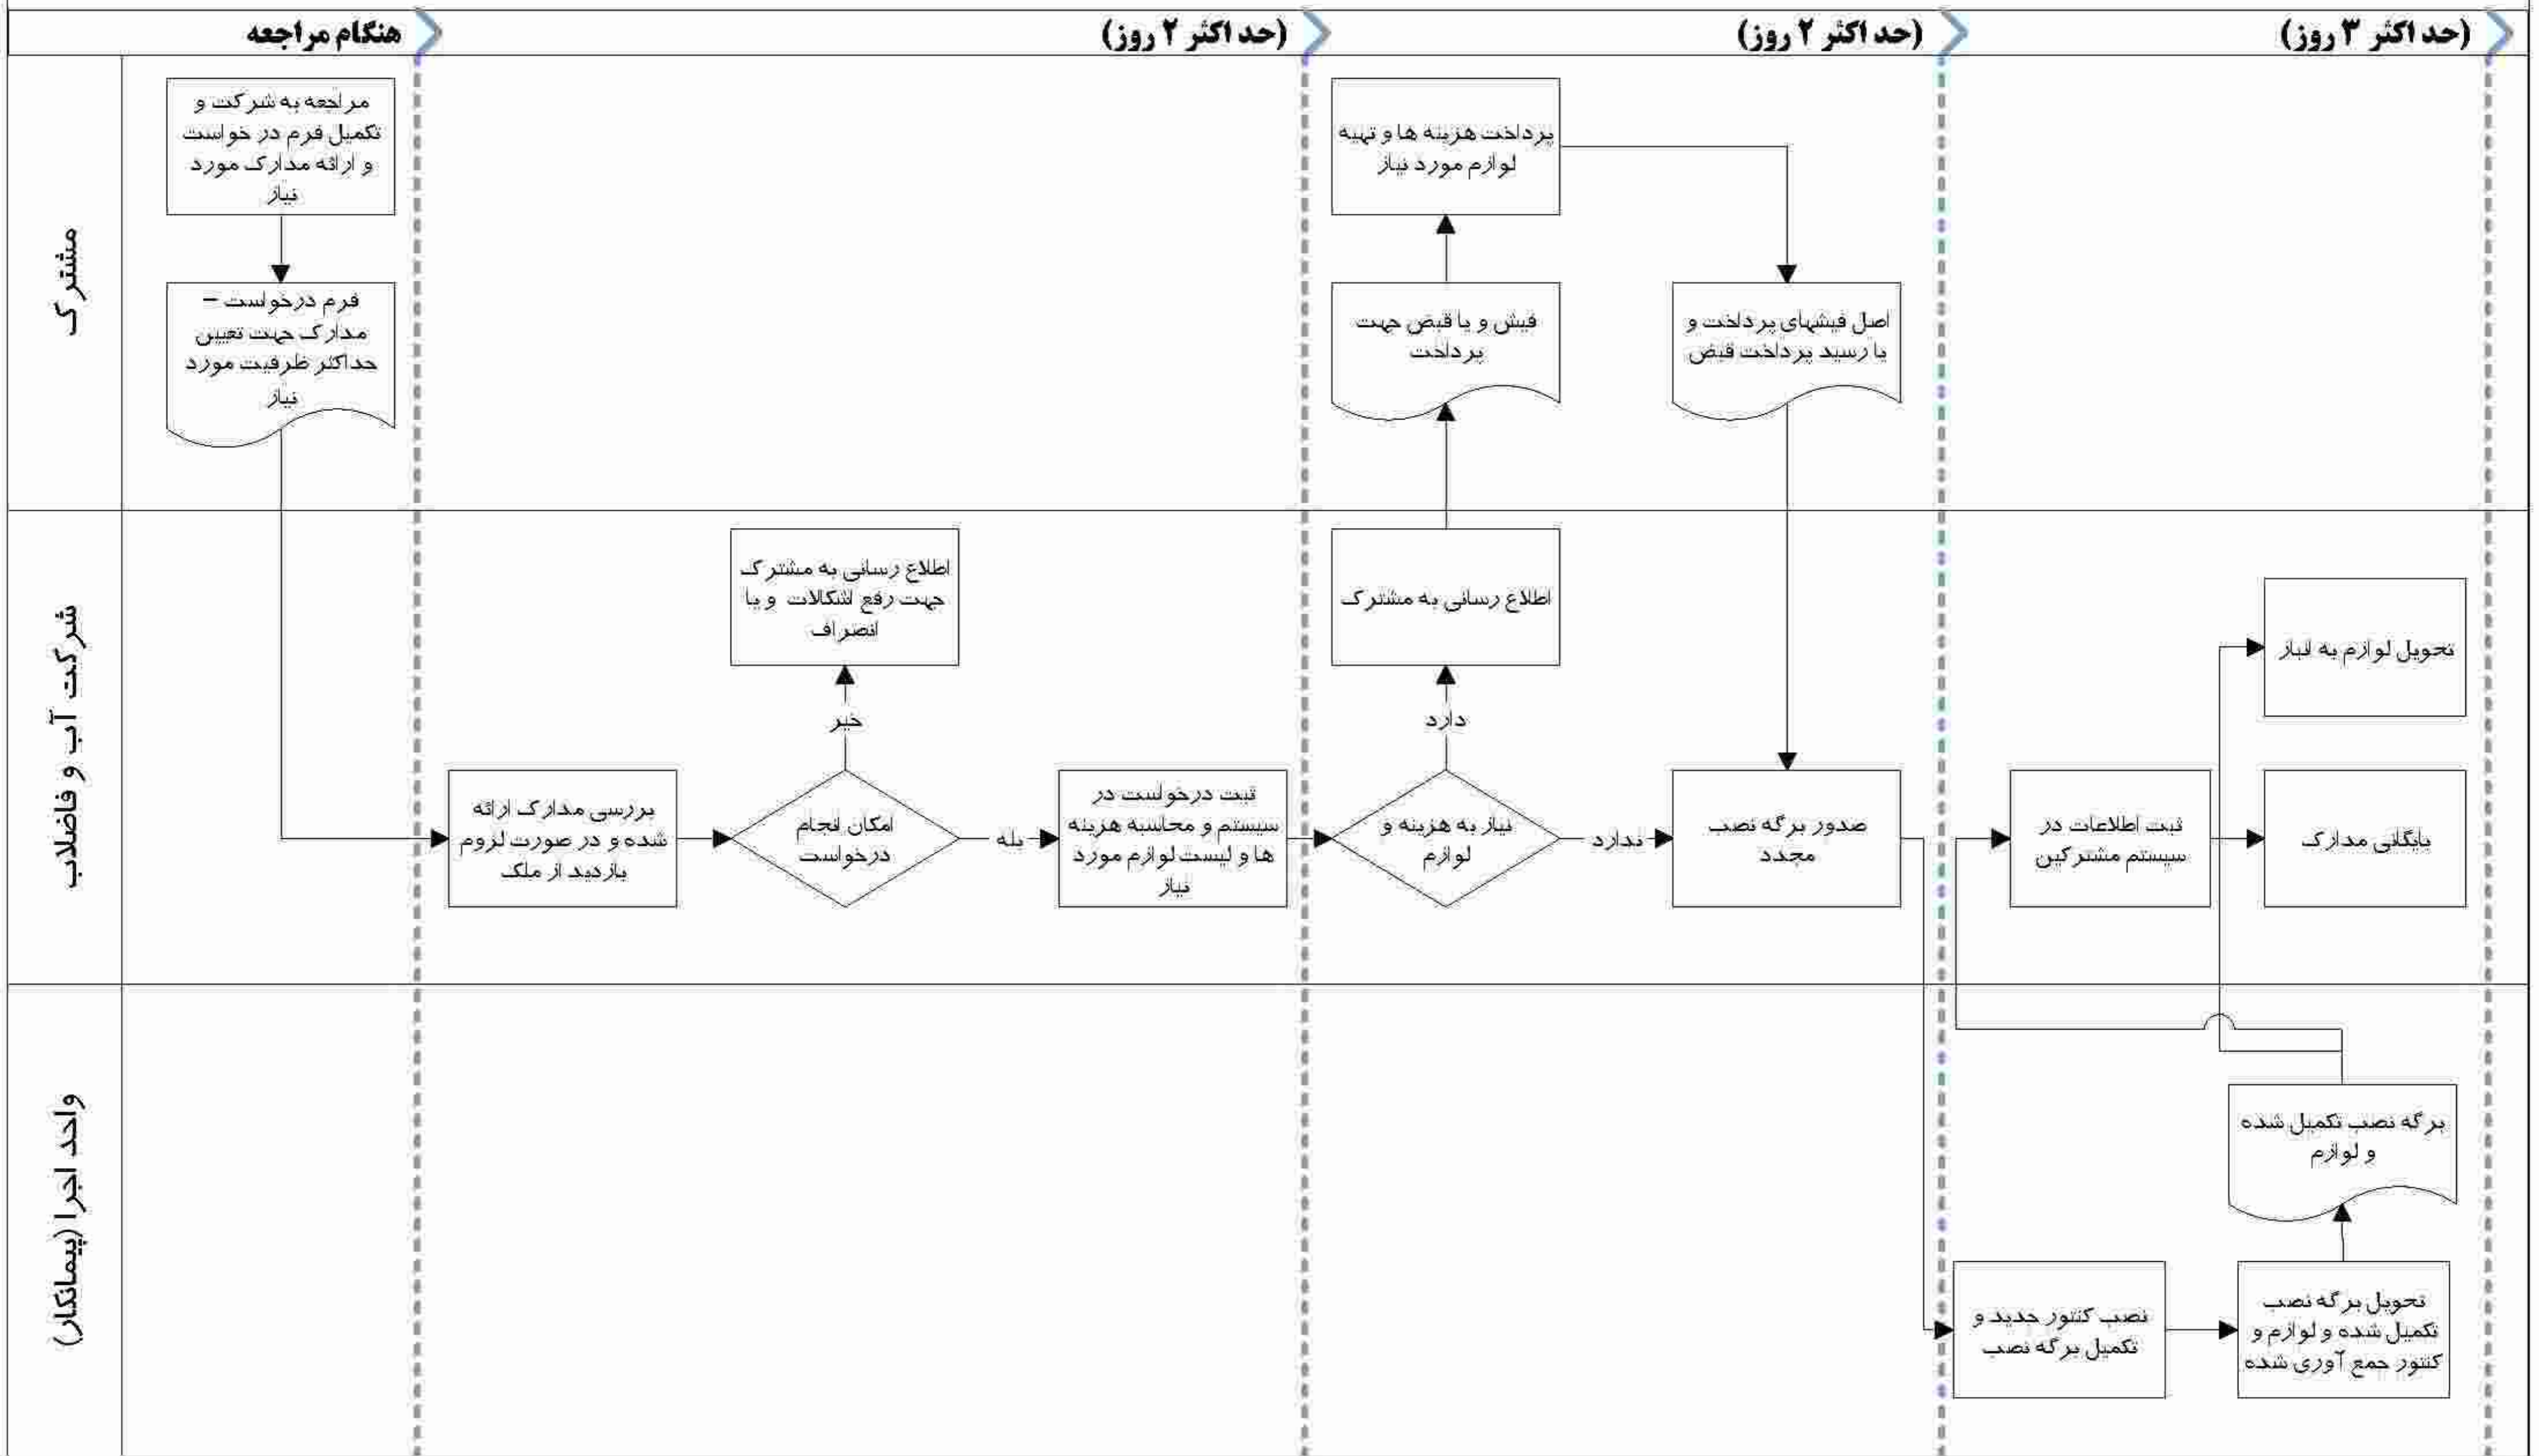 هنگام مراجعه
(حداکثر ۲ روز)
(حداکثر ۲ روز)
(حداکثر ۳ روز)
مشترک
مراجعه به شرکت و
تکمیل فرم در خواست
و ارائه مدارک مورد
نیاز
فرم درخواست –
مدارک جهت تعیین
حداکثر ظرفیت مورد
نیاز
پرداخت هزینه ها و تهیه
لوازم مورد نیاز
فیش و یا قبض جهت
پرداخت
اصل فیشهای پرداخت و
یا رسید پرداخت قبض
شرکت آب و فاضلاب
بررسی مدارک ارائه
شده و در صورت لزوم
بازدید از ملک
امکان انجام
درخواست
خیر
اطلاع رسانی به مشترک
جهت رفع اشکالات و یا
انصراف
بله
ثبت درخواست در
سیستم و محاسبه هزینه
ها و لیست لوازم مورد
نیاز
نیاز به هزینه و
لوازم
دارد
اطلاع رسانی به مشترک
ندارد
صدور برگه نصب
مجدد
ثبت اطلاعات در
سیستم مشترکین
تحویل لوازم به انبار
بایگانی مدارک
واحد اجرا (پیمانکار)
نصب کنتور جدید و
تکمیل برگه نصب
تحویل برگه نصب
تکمیل شده و لوازم و
کنتور جمع آوری شده
برگه نصب تکمیل شده
و لوازم